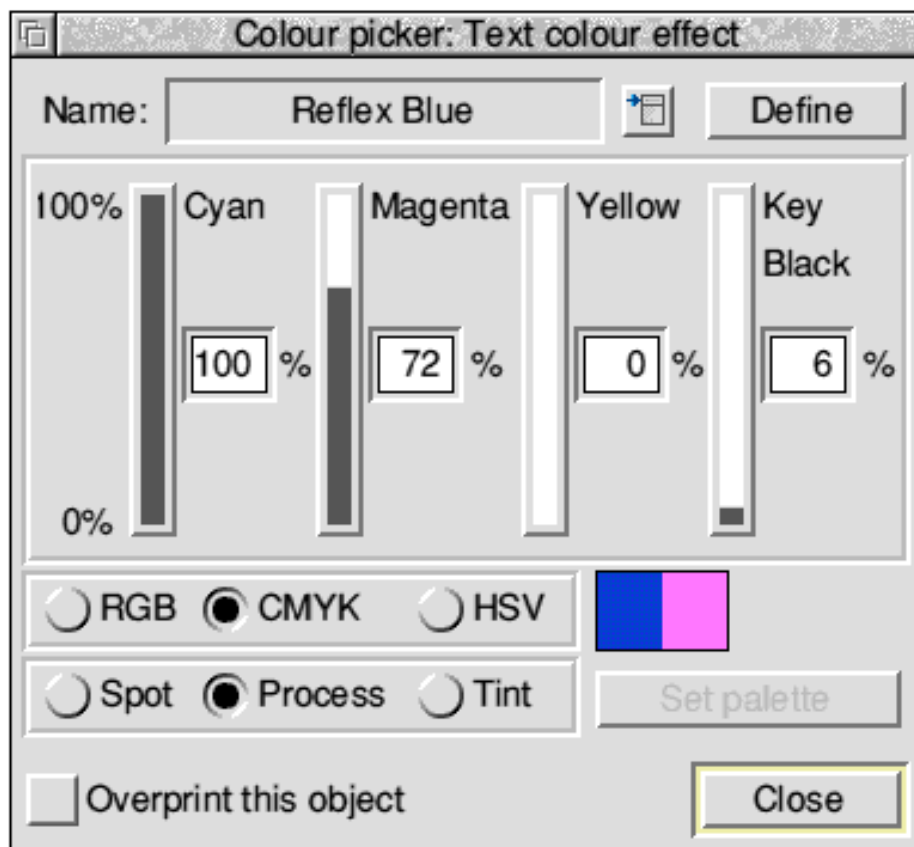 Colour picker: Text colour effect
Name: Reflex Blue Define
100% Cyan Magenta Yellow Key
Black
100 % 72 % 0 % 6 %
0%
RGB CMYK HSV
Spot Process Tint Set palette
Overprint this object Close